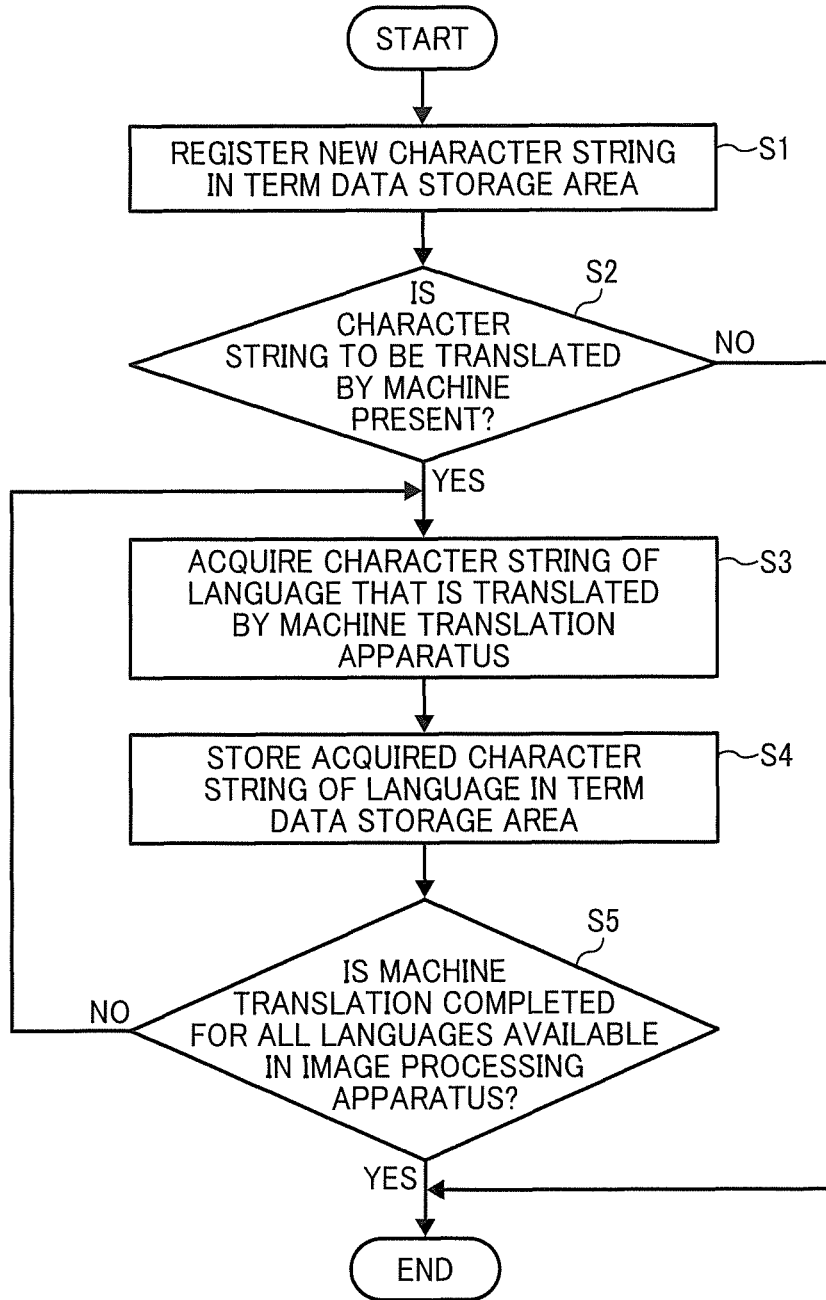 START
REGISTER NEW CHARACTER STRING
IN TERM DATA STORAGE AREA
S1
S2
IS
CHARACTER
STRING TO BE TRANSLATED
BY MACHINE
PRESENT?
NO
YES
ACQUIRE CHARACTER STRING OF
LANGUAGE THAT IS TRANSLATED
BY MACHINE TRANSLATION
APPARATUS
S3
STORE ACQUIRED CHARACTER
STRING OF LANGUAGE IN TERM
DATA STORAGE AREA
S4
S5
IS MACHINE
TRANSLATION COMPLETED
FOR ALL LANGUAGES AVAILABLE
IN IMAGE PROCESSING
APPARATUS?
NO
YES
END